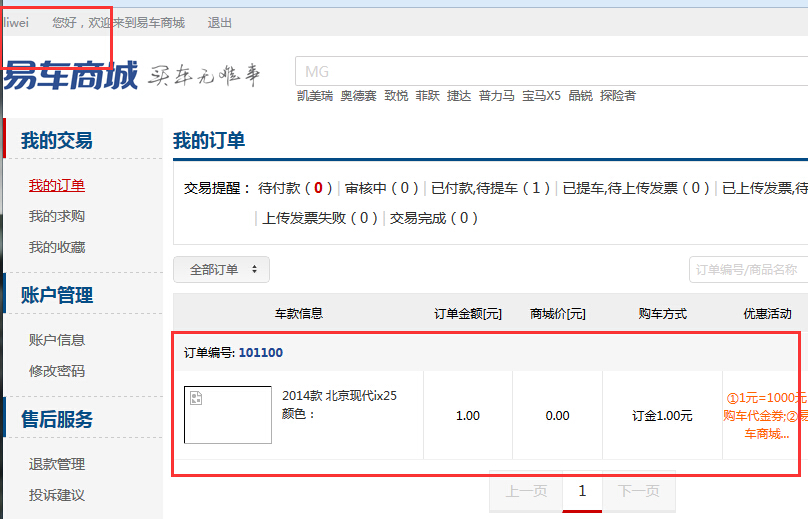 liwei 您好，欢迎来到易车商城 退出
易车商城 买车无难事
MG
凯美瑞 奥德赛 致悦 菲跃 捷达 普力马 宝马X5 晶锐 探险者
我的交易
我的订单
我的求购
我的收藏
账户管理
账户信息
修改密码
售后服务
退款管理
投诉建议
我的订单
交易提醒： 待付款（0）| 审核中（0）| 已付款,待提车（1）| 已提车,待上传发票（0）| 已上传发票,待
| 上传发票失败（0）| 交易完成（0）
全部订单
订单编号/商品名称
车款信息 订单金额[元] 商城价[元] 购车方式 优惠活动
订单编号: 101100
2014款 北京现代ix25
颜色：
1.00 0.00 订金1.00元
①1元=1000元
购车代金券;②易
车商城...
上一页 1 下一页